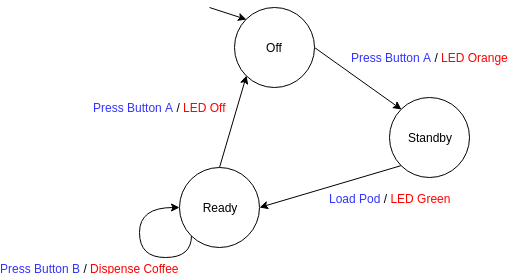 Off
Press Button A / LED Orange
Press Button A / LED Off
Standby
Load Pod / LED Green
Ready
Press Button B / Dispense Coffee